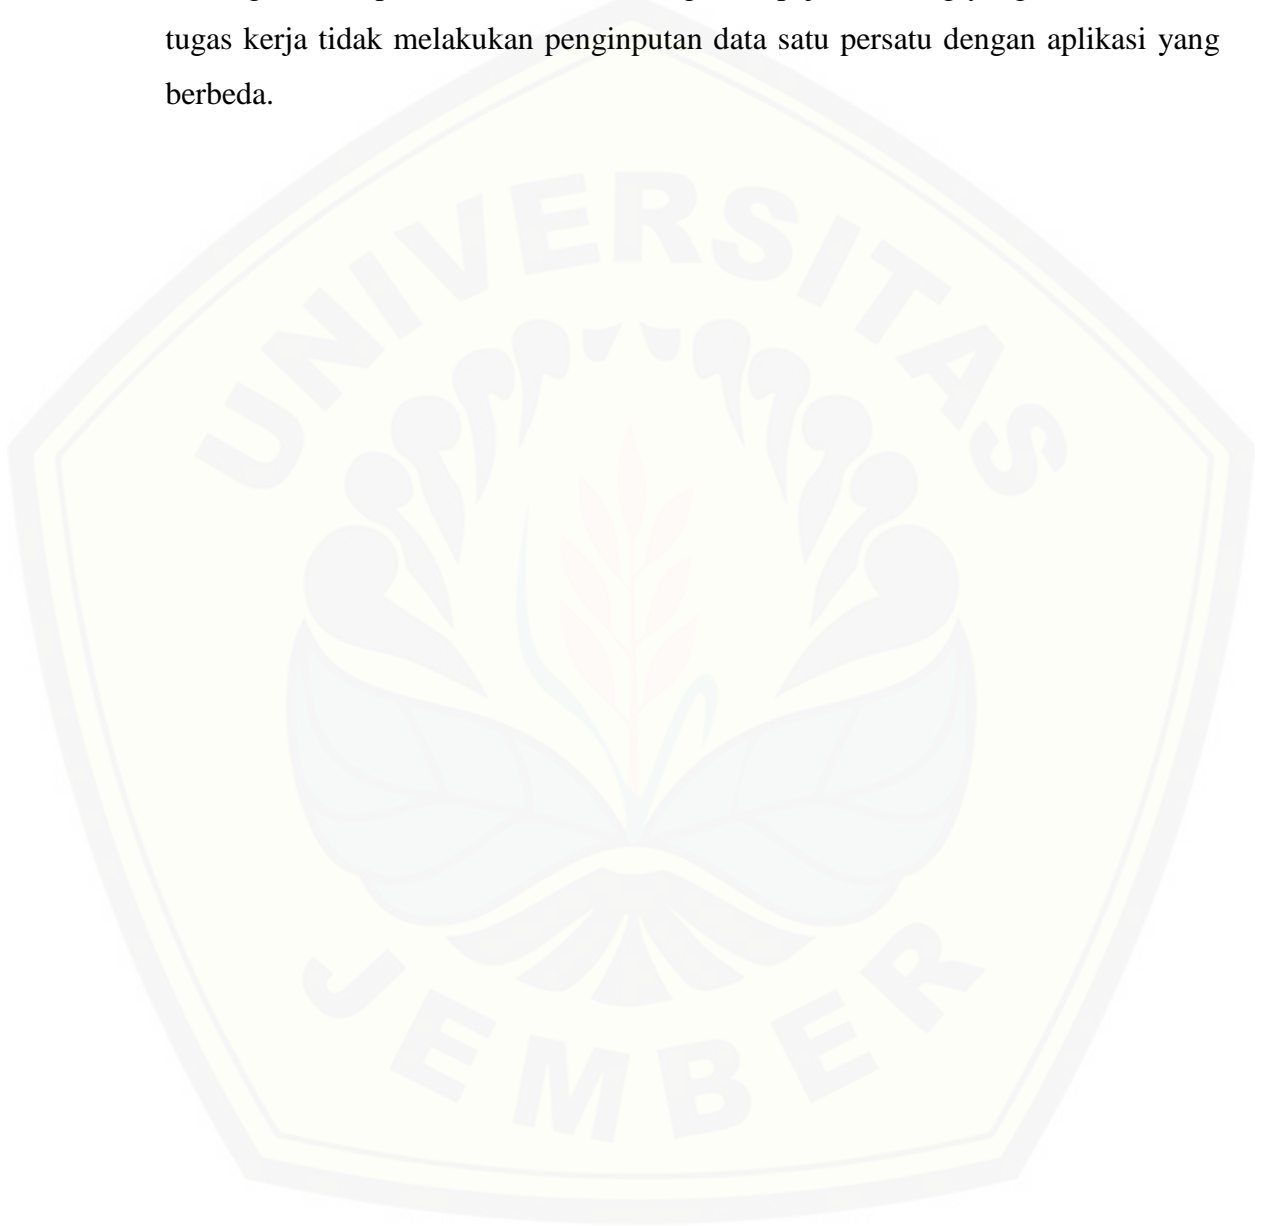 tugas kerja tidak melakukan penginputan data satu persatu dengan aplikasi yang
berbeda.
UNIVERSITAS
JEMBER